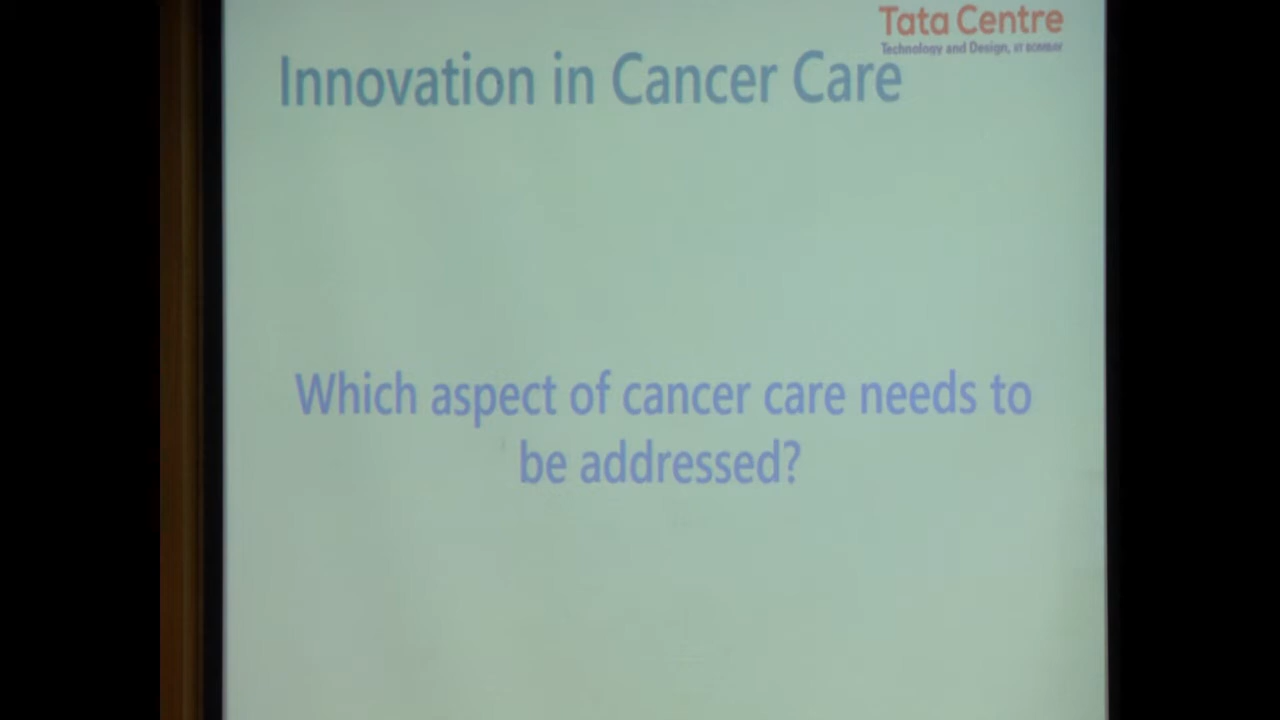 Tata Centre
Technology and Design, IIT BOMBAY
Innovation in Cancer Care
Which aspect of cancer care needs to
be addressed?